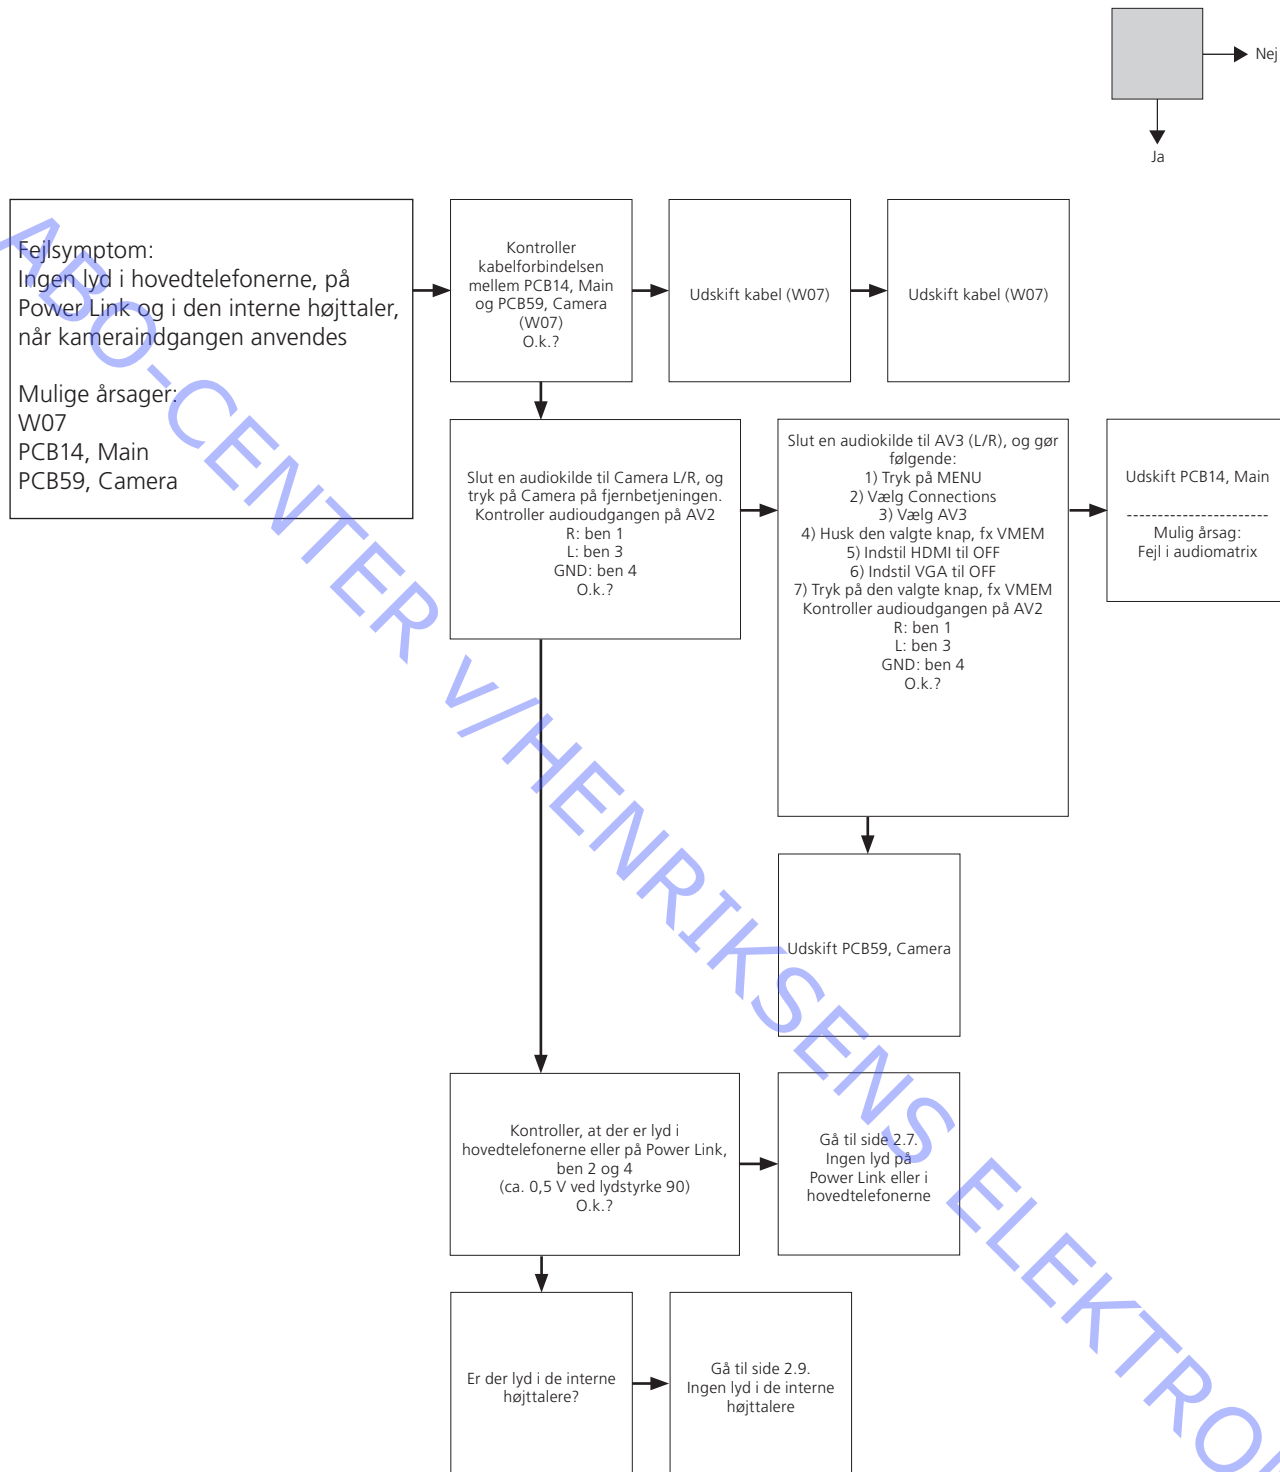 Nej
Ja
Fejlsymptom:
Ingen lyd i hovedtelefonerne, på
Power Link og i den interne højttaler,
når kameraindgangen anvendes
Mulige årsager:
W07
PCB14, Main
PCB59, Camera
Kontroller
kabelforbindelsen
mellem PCB14, Main
og PCB59, Camera
(W07)
O.k.?
Udskift kabel (W07)
Udskift kabel (W07)
Slut en audiokilde til Camera L/R, og
tryk på Camera på fjernbetjeningen.
Kontroller audioudgangen på AV2
R: ben 1
L: ben 3
GND: ben 4
O.k.?
Slut en audiokilde til AV3 (L/R), og gør
følgende:
1) Tryk på MENU
2) Vælg Connections
3) Vælg AV3
4) Husk den valgte knap, fx VMEM
5) Indstil HDMI til OFF
6) Indstil VGA til OFF
7) Tryk på den valgte knap, fx VMEM
Kontroller audioudgangen på AV2
R: ben 1
L: ben 3
GND: ben 4
O.k.?
Udskift PCB14, Main
------------------------
Mulig årsag:
Fejl i audiomatrix
Udskift PCB59, Camera
Kontroller, at der er lyd i
hovedtelefonerne eller på Power Link,
ben 2 og 4
(ca. 0,5 V ved lydstyrke 90)
O.k.?
Gå til side 2.7.
Ingen lyd på
Power Link eller i
hovedtelefonerne
Er der lyd i de interne
højttalere?
Gå til side 2.9.
Ingen lyd i de interne
højttalere
ABO-CENTER v/HENRIKSENS ELEKTRO